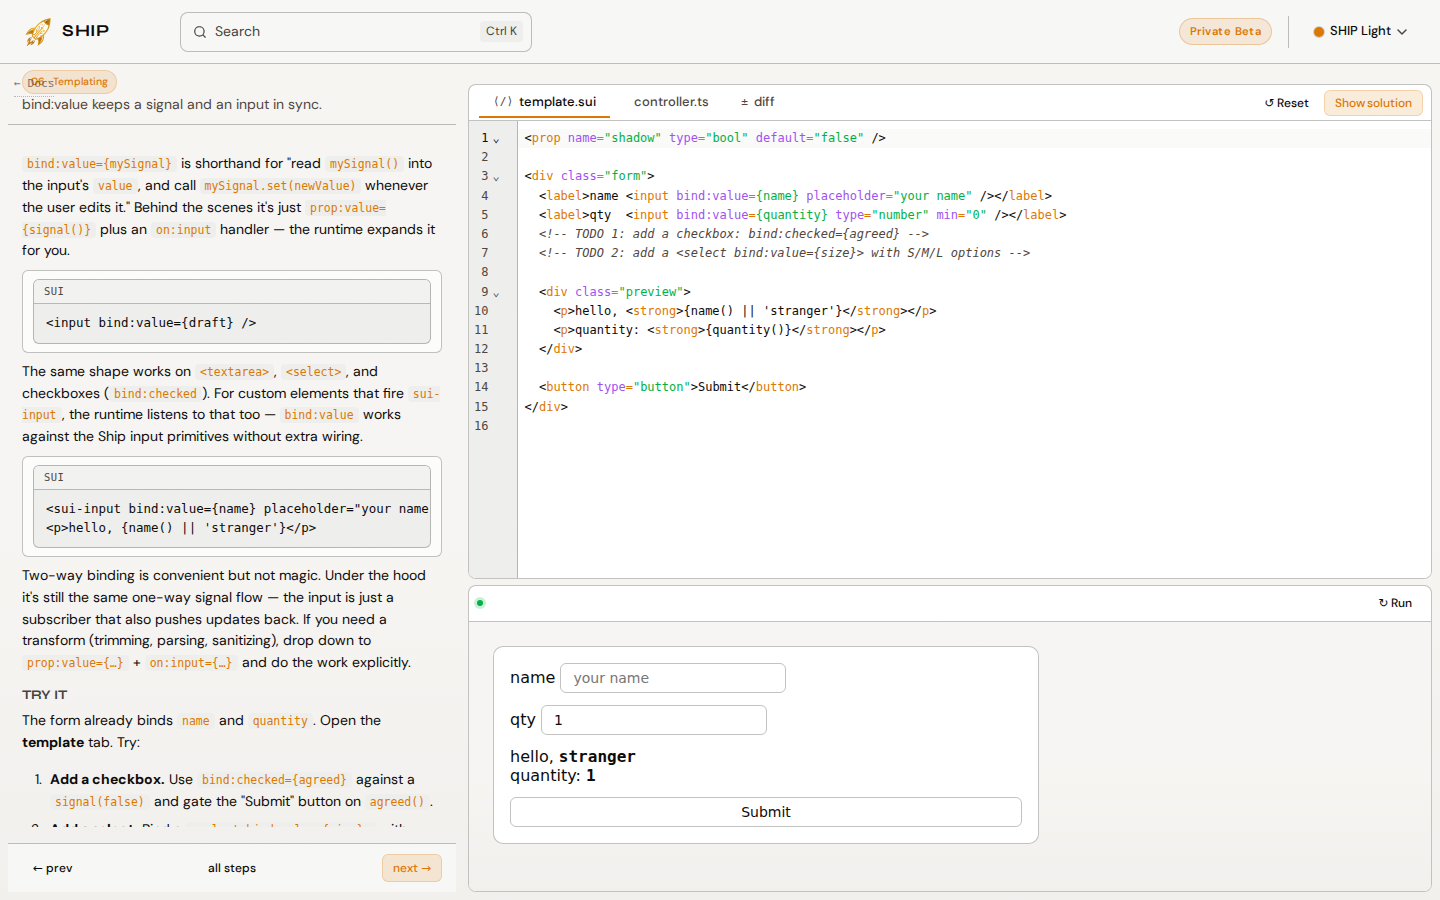 SHIP
Search
Ctrl K
Private Beta
SHIP Light
← Docs
Templating
bind:value keeps a signal and an input in sync.
bind:value={mySignal} is shorthand for "read mySignal() into
the input's value , and call mySignal.set(newValue) whenever
the user edits it." Behind the scenes it's just prop:value=
{signal()} plus an on:input handler — the runtime expands it
for you.
SUI
<input bind:value={draft} />
The same shape works on <textarea> , <select> , and
checkboxes ( bind:checked ). For custom elements that fire sui-
input , the runtime listens to that too — bind:value works
against the Ship input primitives without extra wiring.
SUI
<sui-input bind:value={name} placeholder="your name
<p>hello, {name() || 'stranger'}</p>
Two-way binding is convenient but not magic. Under the hood
it's still the same one-way signal flow — the input is just a
subscriber that also pushes updates back. If you need a
transform (trimming, parsing, sanitizing), drop down to
prop:value={…} + on:input={…} and do the work explicitly.
TRY IT
The form already binds name and quantity . Open the
template tab. Try:
1. Add a checkbox. Use bind:checked={agreed} against a
signal(false) and gate the "Submit" button on agreed() .
← prev
all steps
next →
template.sui
controller.ts
± diff
↺ Reset
Show solution
1 <prop name="shadow" type="bool" default="false" />
2
3 <div class="form">
4 <label>name <input bind:value={name} placeholder="your name" /></label>
5 <label>qty  <input bind:value={quantity} type="number" min="0" /></label>
6 <!-- TODO 1: add a checkbox: bind:checked={agreed} -->
7 <!-- TODO 2: add a <select bind:value={size}> with S/M/L options -->
8
9 <div class="preview">
10 <p>hello, <strong>{name() || 'stranger'}</strong></p>
11 <p>quantity: <strong>{quantity()}</strong></p>
12 </div>
13
14 <button type="button">Submit</button>
15 </div>
16
↻ Run
name your name
qty 1
hello, stranger
quantity: 1
Submit